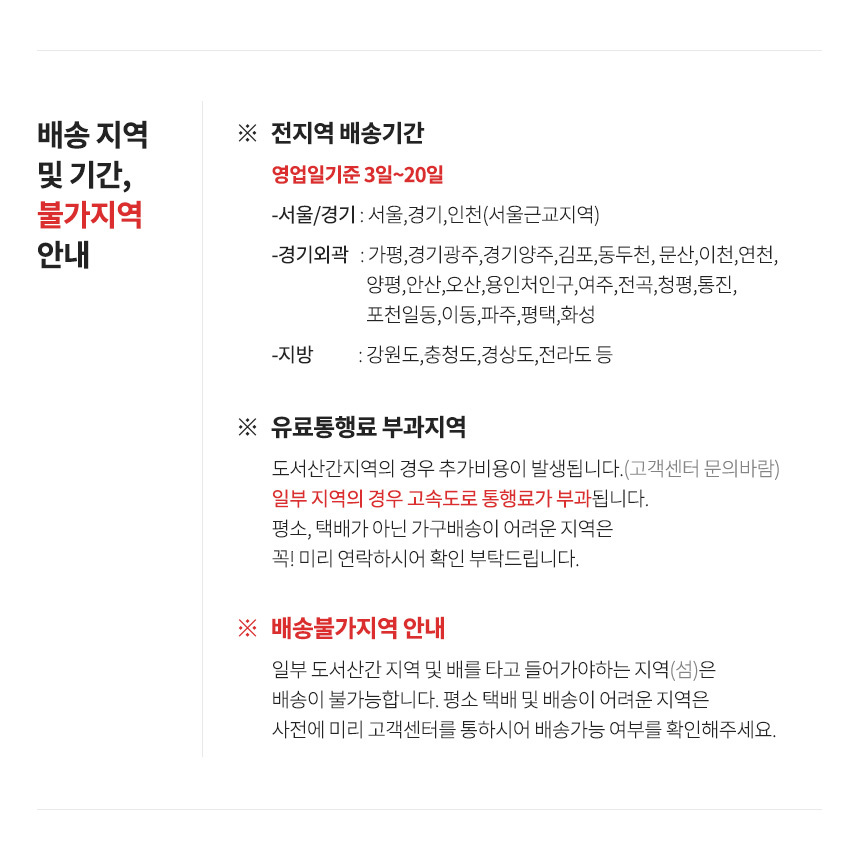 배송 지역
및 기간,
불가지역
안내
※ 전지역 배송기간
영업일기준 3일~20일
-서울/경기 : 서울,경기,인천(서울근교지역)
-경기외곽 : 가평,경기광주,경기양주,김포,동두천, 문산,이천,연천,
양평,안산,오산,용인처인구,여주,전곡,청평,통진,
포천일동,이동,파주,평택,화성
-지방 : 강원도,충청도,경상도,전라도 등
※ 유료통행료 부과지역
도서산간지역의 경우 추가비용이 발생됩니다.(고객센터 문의바람)
일부 지역의 경우 고속도로 통행료가 부과됩니다.
평소, 택배가 아닌 가구배송이 어려운 지역은
꼭! 미리 연락하시어 확인 부탁드립니다.
※ 배송불가지역 안내
일부 도서산간 지역 및 배를 타고 들어가야하는 지역(섬)은
배송이 불가능합니다. 평소 택배 및 배송이 어려운 지역은
사전에 미리 고객센터를 통하시어 배송가능 여부를 확인해주세요.